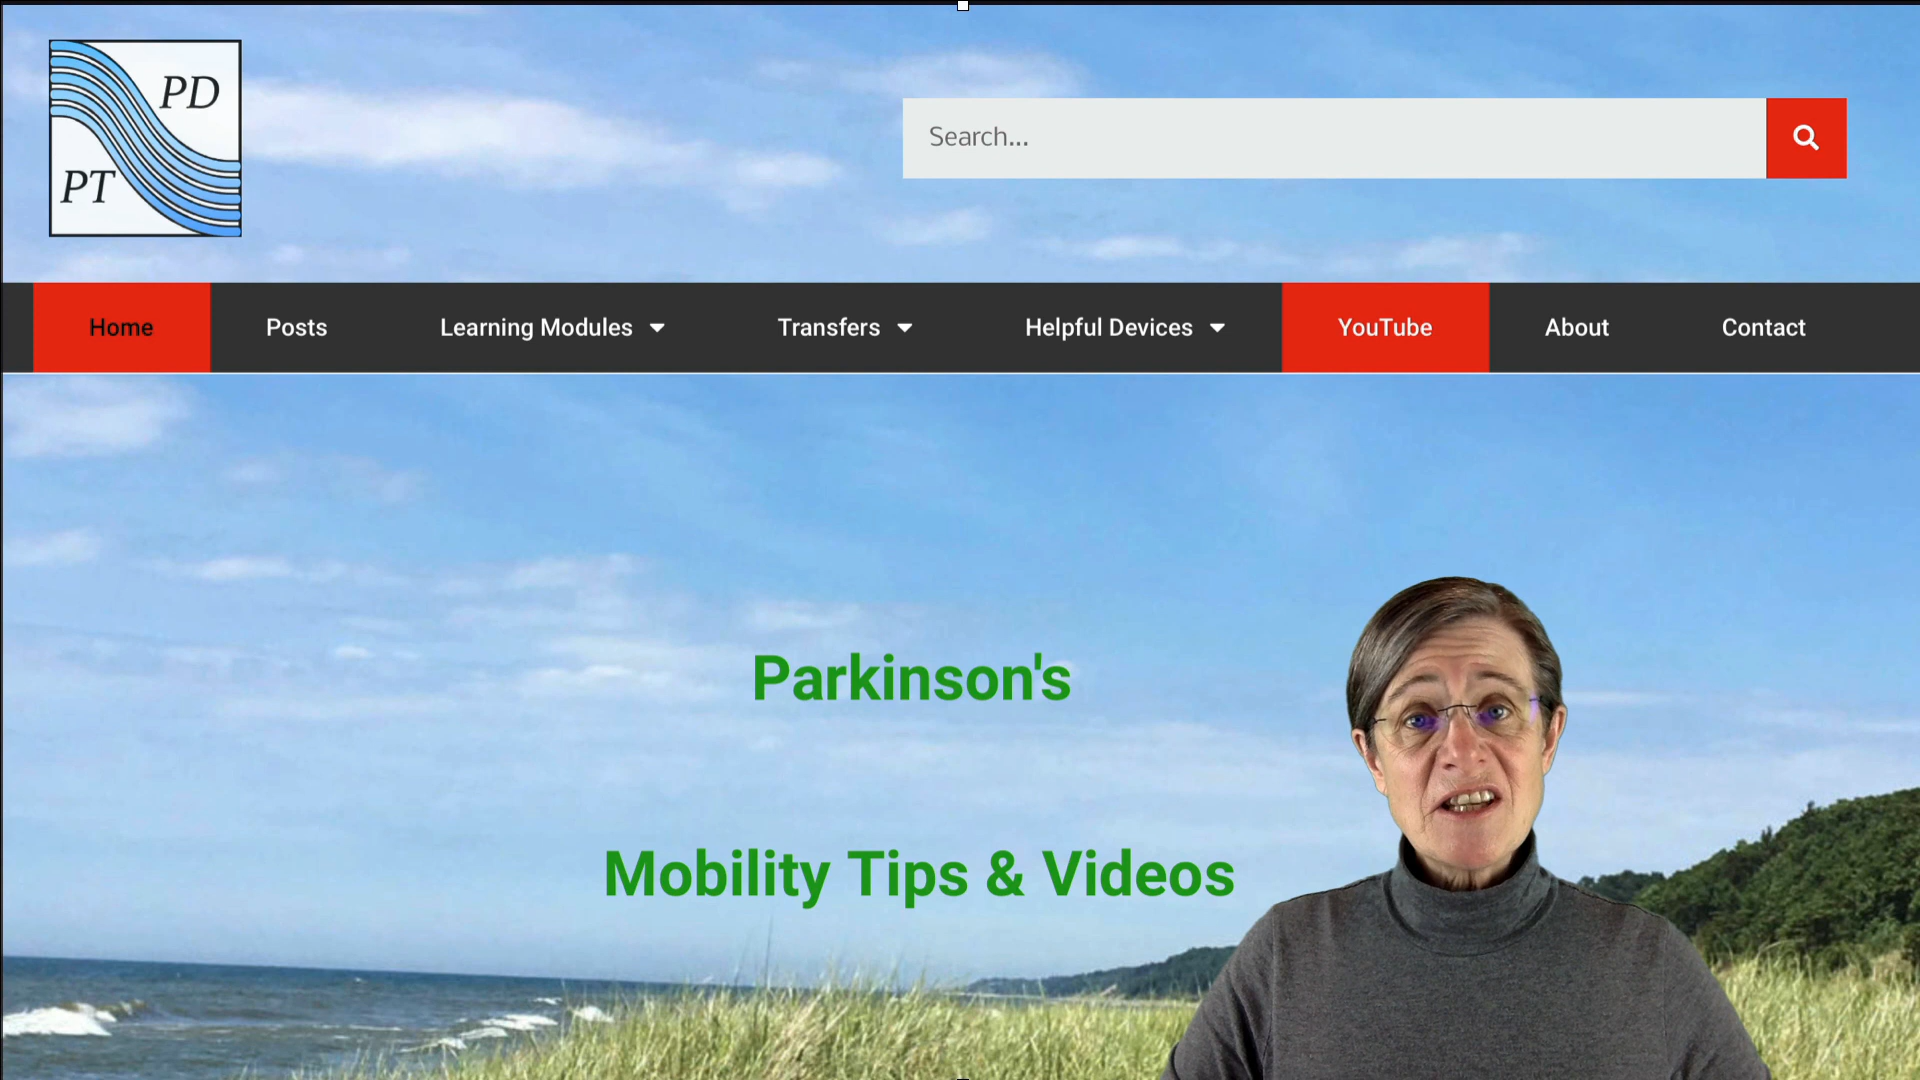 PD
PT
Search...
Home Posts Learning Modules Transfers Helpful Devices YouTube About Contact
Parkinson's
Mobility Tips & Videos